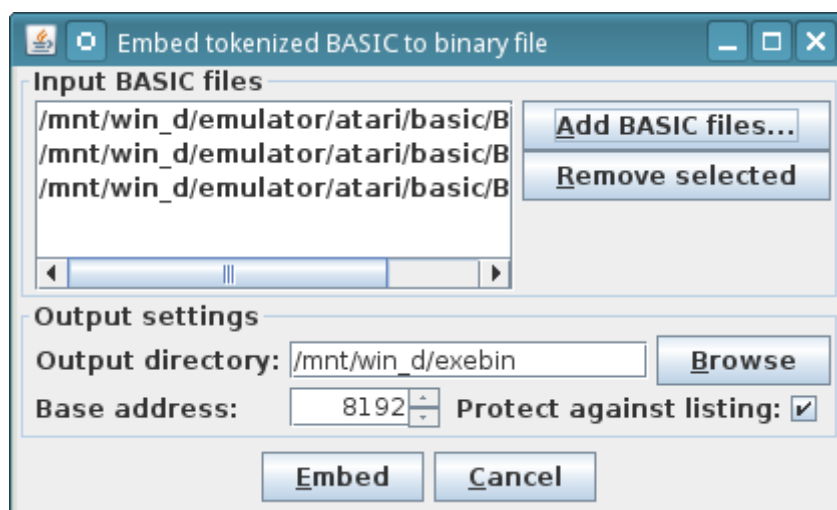 Embed tokenized BASIC to binary file
Input BASIC files
/mnt/win_d/emulator/atari/basic/B
/mnt/win_d/emulator/atari/basic/B
/mnt/win_d/emulator/atari/basic/B
Add BASIC files...
Remove selected
Output settings
Output directory: /mnt/win_d/exebin Browse
Base address: 8192 Protect against listing:
Embed Cancel